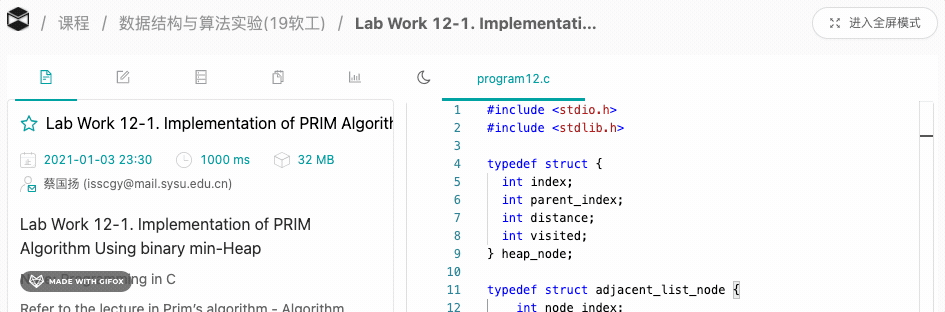 / 课程 / 数据结构与算法实验(19软工) / Lab Work 12-1. Implementati...
进入全屏模式
program12.c
Lab Work 12-1. Implementation of PRIM Algorith
2021-01-03 23:30 1000 ms 32 MB
蔡国扬 (isscgy@mail.sysu.edu.cn)
Lab Work 12-1. Implementation of PRIM
Algorithm Using binary min-Heap
MADE WITH GIFOX
in C
Refer to the lecture in Prim's algorithm - Algorithm
1 #include <stdio.h>
2 #include <stdlib.h>
3
4 typedef struct {
5 int index;
6 int parent_index;
7 int distance;
8 int visited;
9 } heap_node;
10
11 typedef struct adjacent_list_node {
12 int node_index;